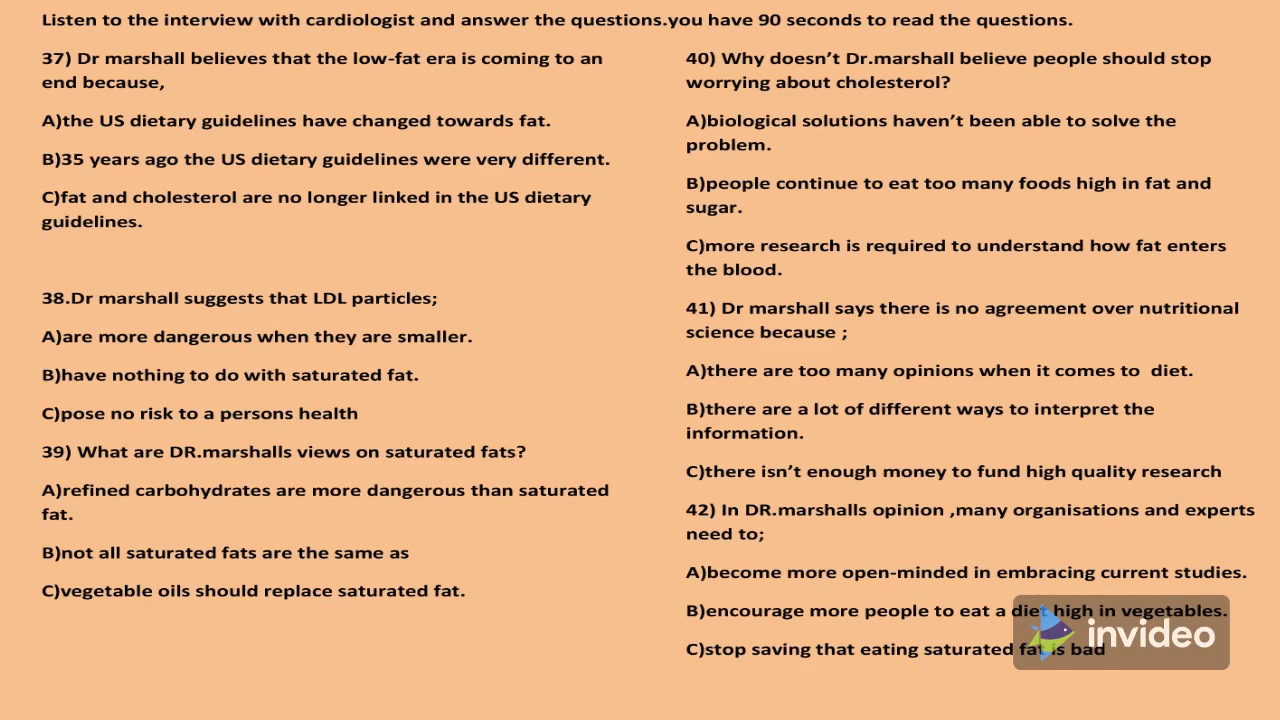 Listen to the interview with cardiologist and answer the questions.you have 90 seconds to read the questions.
37) Dr marshall believes that the low-fat era is coming to an
end because,
A)the US dietary guidelines have changed towards fat.
B)35 years ago the US dietary guidelines were very different.
C)fat and cholesterol are no longer linked in the US dietary
guidelines.
38.Dr marshall suggests that LDL particles;
A)are more dangerous when they are smaller.
B)have nothing to do with saturated fat.
C)pose no risk to a persons health
39) What are DR.marshalls views on saturated fats?
A)refined carbohydrates are more dangerous than saturated
fat.
B)not all saturated fats are the same as
C)vegetable oils should replace saturated fat.
40) Why doesn’t Dr.marshall believe people should stop
worrying about cholesterol?
A)biological solutions haven’t been able to solve the
problem.
B)people continue to eat too many foods high in fat and
sugar.
C)more research is required to understand how fat enters
the blood.
41) Dr marshall says there is no agreement over nutritional
science because ;
A)there are too many opinions when it comes to  diet.
B)there are a lot of different ways to interpret the
information.
C)there isn’t enough money to fund high quality research
42) In DR.marshalls opinion ,many organisations and experts
need to;
A)become more open-minded in embracing current studies.
B)encourage more people to eat a diet high in vegetables.
C)stop saving that eating saturated fat is bad
invideo